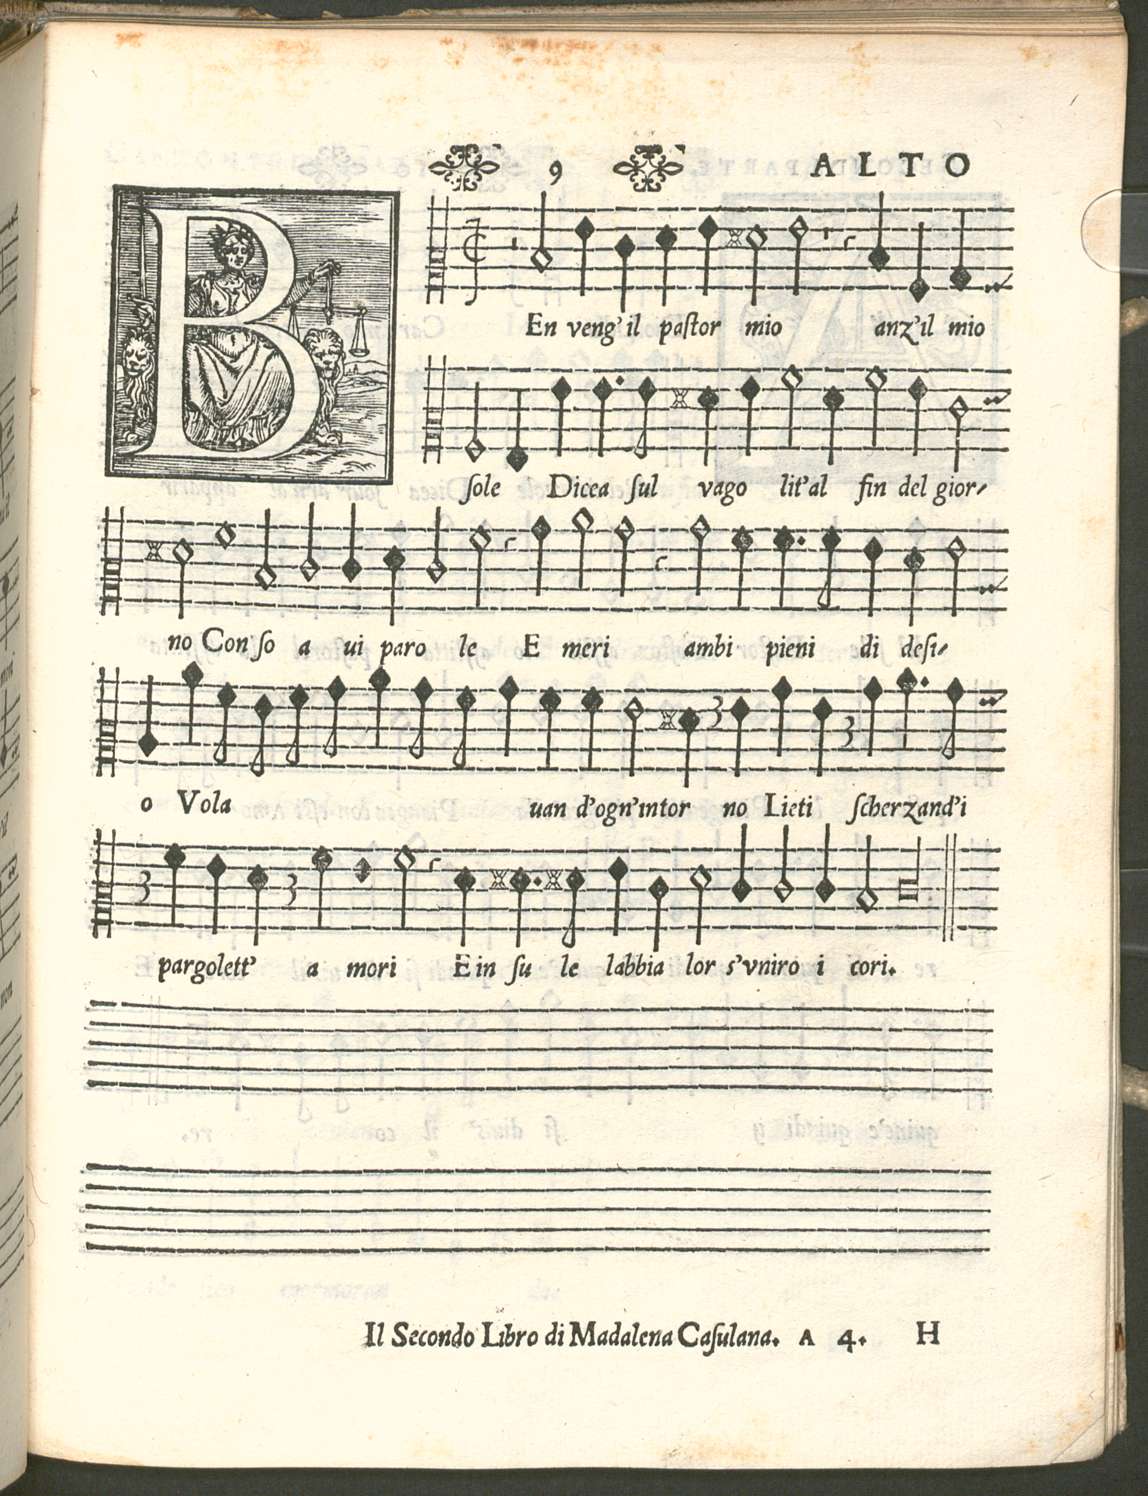 9 ALTO
BEn veng'il paſtor mio anz'il mio
ſole Dicea ſul vago lit'al fin del gior-
no Con ſo a ui paro le E meri ambi pieni di deſi-
o Vola uan d'ogn'intor no Lieti ſcherzand'i
pargolett' a mori E in ſu le labbia lor s'vniro i cori.
Il Secondo Libro di Madalena Caſulana. A 4. H